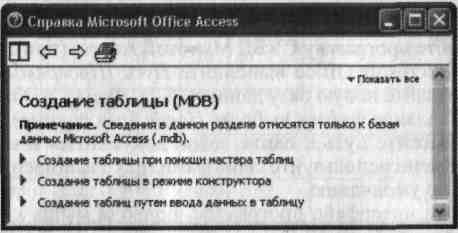 Справка Microsoft Office Access
Показать все
Создание таблицы (MDB)
Примечание. Сведения в данном разделе относятся только к базам
данных Microsoft Access (.mdb).
Создание таблицы при помощи мастера таблиц
Создание таблицы в режиме конструктора
Создание таблиц путем ввода данных в таблицу